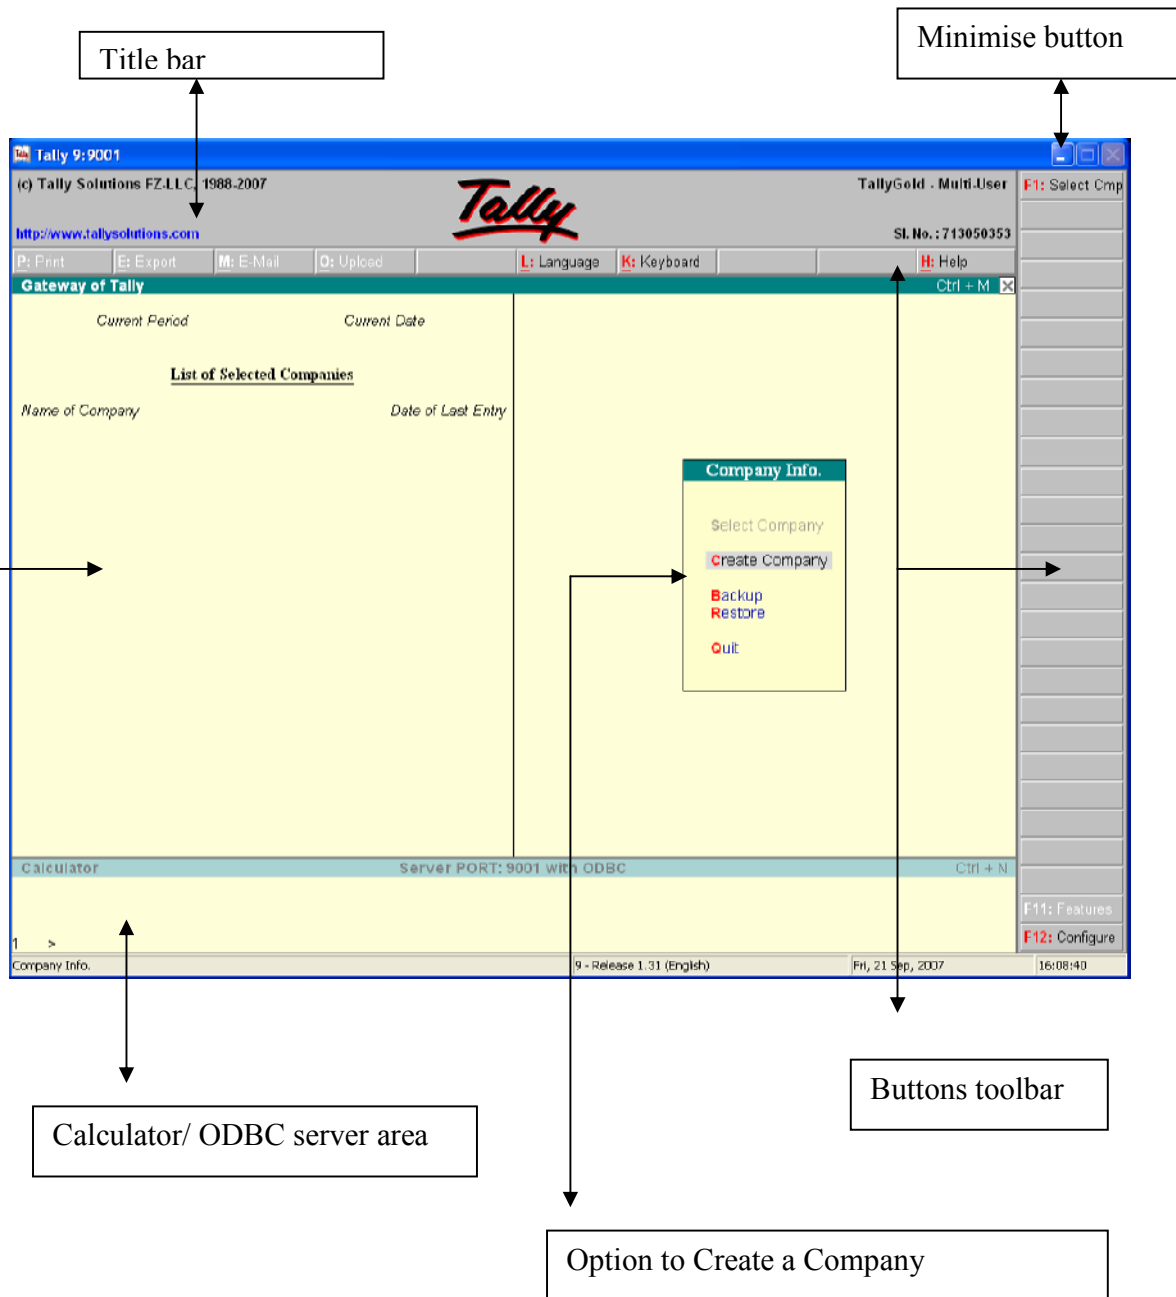 Title bar
Minimise button
Tally 9:9001
(c) Tally Solutions FZ-LLC, 1988-2007
Tally
TallyGold - Multi-User
F1: Select Cmp
http://www.tallysolutions.com
Sl. No. : 713050353
P: Print
E: Export
M: E-Mail
O: Upload
L: Language
K: Keyboard
H: Help
Gateway of Tally
Ctrl + M
Current Period
Current Date
List of Selected Companies
Name of Company
Date of Last Entry
Company Info.
Select Company
Create Company
Backup
Restore
Quit
Calculator
Server PORT: 9001 with ODBC
Ctrl + N
F11: Features
1 >
F12: Configure
Company Info.
9 - Release 1.31 (English)
Fri, 21 Sep, 2007
16:08:40
Buttons toolbar
Calculator/ ODBC server area
Option to Create a Company